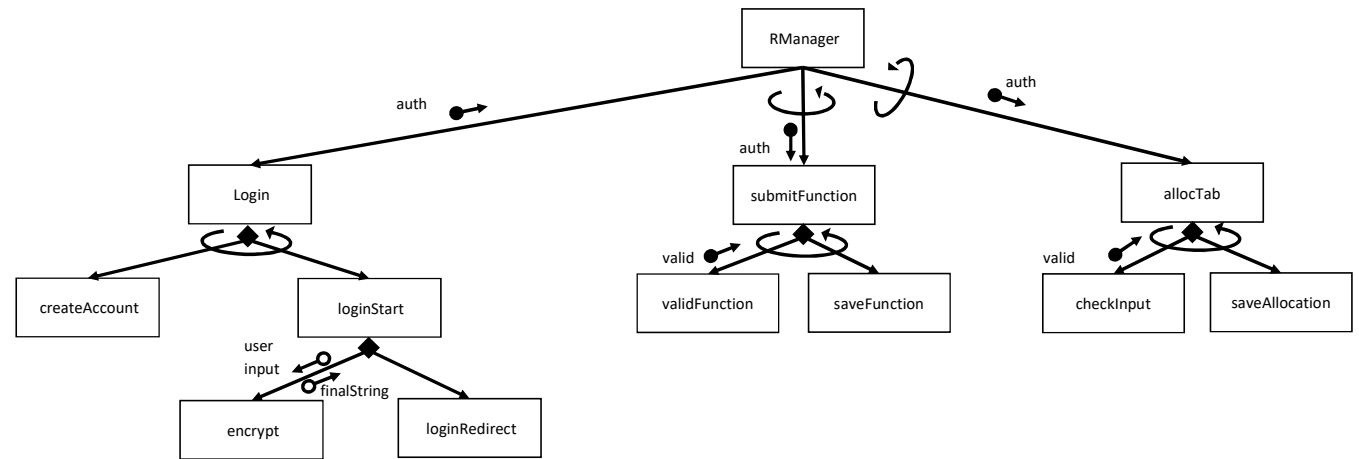 RManager
auth
auth
auth
Login
submitFunction
allocTab
valid
valid
createAccount
loginStart
validFunction
saveFunction
checkInput
saveAllocation
user
input
finalString
encrypt
loginRedirect